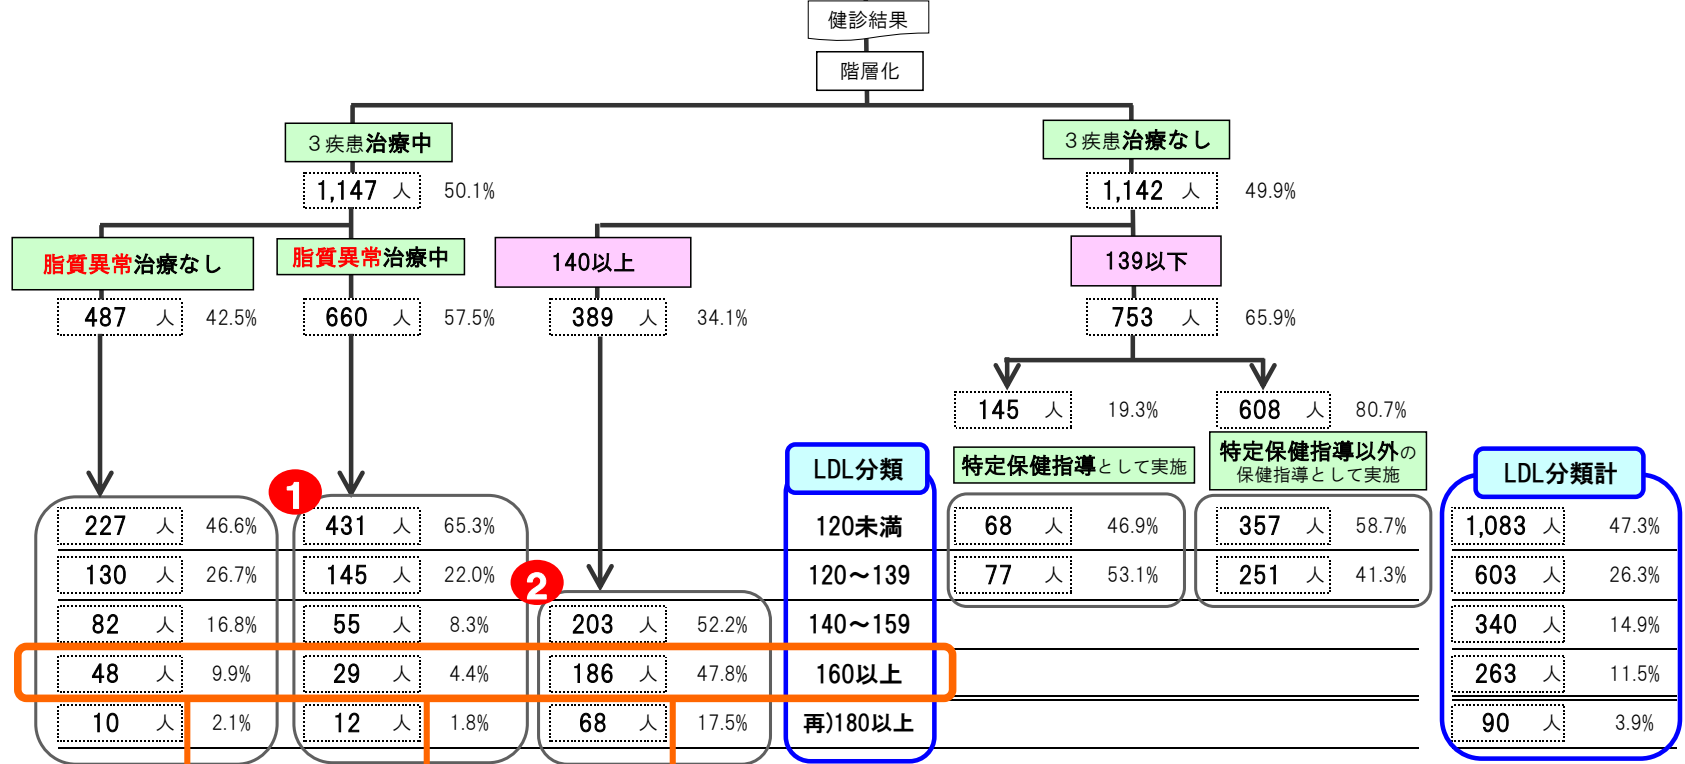 健診結果
階層化
３疾患治療中
３疾患治療なし
1,147 人 50.1%
1,142 人 49.9%
脂質異常治療なし
脂質異常治療中
140以上
139以下
487 人 42.5%
660 人 57.5%
389 人 34.1%
753 人 65.9%
145 人 19.3%
608 人 80.7%
LDL分類
特定保健指導として実施
特定保健指導以外の
保健指導として実施
LDL分類計
1
227 人 46.6%
431 人 65.3%
120未満
68 人 46.9%
357 人 58.7%
1,083 人 47.3%
130 人 26.7%
145 人 22.0%
2
120～139
77 人 53.1%
251 人 41.3%
603 人 26.3%
82 人 16.8%
55 人 8.3%
203 人 52.2%
140～159
340 人 14.9%
48 人 9.9%
29 人 4.4%
186 人 47.8%
160以上
263 人 11.5%
10 人 2.1%
12 人 1.8%
68 人 17.5%
再)180以上
90 人 3.9%